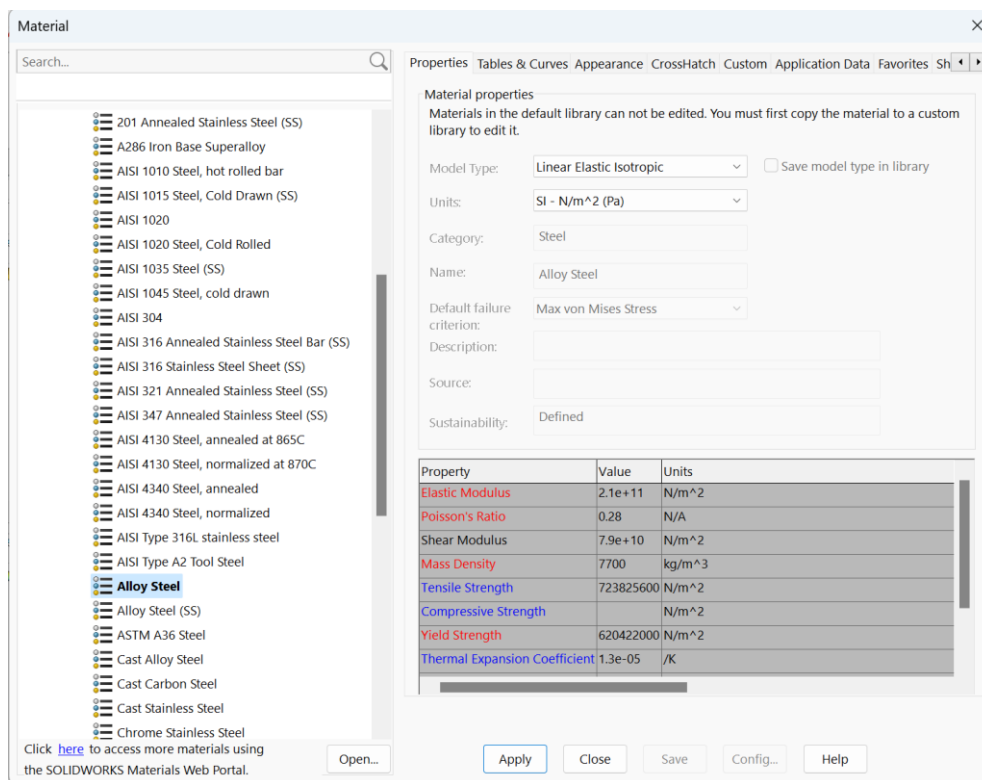 Material
Search...
201 Annealed Stainless Steel (SS)
A286 Iron Base Superalloy
AISI 1010 Steel, hot rolled bar
AISI 1015 Steel, Cold Drawn (SS)
AISI 1020
AISI 1020 Steel, Cold Rolled
AISI 1035 Steel (SS)
AISI 1045 Steel, cold drawn
AISI 304
AISI 316 Annealed Stainless Steel Bar (SS)
AISI 316 Stainless Steel Sheet (SS)
AISI 321 Annealed Stainless Steel (SS)
AISI 347 Annealed Stainless Steel (SS)
AISI 4130 Steel, annealed at 865C
AISI 4130 Steel, normalized at 870C
AISI 4340 Steel, annealed
AISI 4340 Steel, normalized
AISI Type 316L stainless steel
AISI Type A2 Tool Steel
Alloy Steel
Alloy Steel (SS)
ASTM A36 Steel
Cast Alloy Steel
Cast Carbon Steel
Cast Stainless Steel
Chrome Stainless Steel
Click here to access more materials using
the SOLIDWORKS Materials Web Portal.
Open...
Properties Tables & Curves Appearance CrossHatch Custom Application Data Favorites Sh
Material properties
Materials in the default library can not be edited. You must first copy the material to a custom
library to edit it.
Model Type: Linear Elastic Isotropic Save model type in library
Units: SI - N/m^2 (Pa)
Category: Steel
Name: Alloy Steel
Default failure Max von Mises Stress
criterion:
Description:
Source:
Sustainability: Defined
Property Value Units
Elastic Modulus 2.1e+11 N/m^2
Poisson's Ratio 0.28 N/A
Shear Modulus 7.9e+10 N/m^2
Mass Density 7700 kg/m^3
Tensile Strength 723825600 N/m^2
Compressive Strength N/m^2
Yield Strength 620422000 N/m^2
Thermal Expansion Coefficient 1.3e-05 /K
Apply Close Save Config... Help